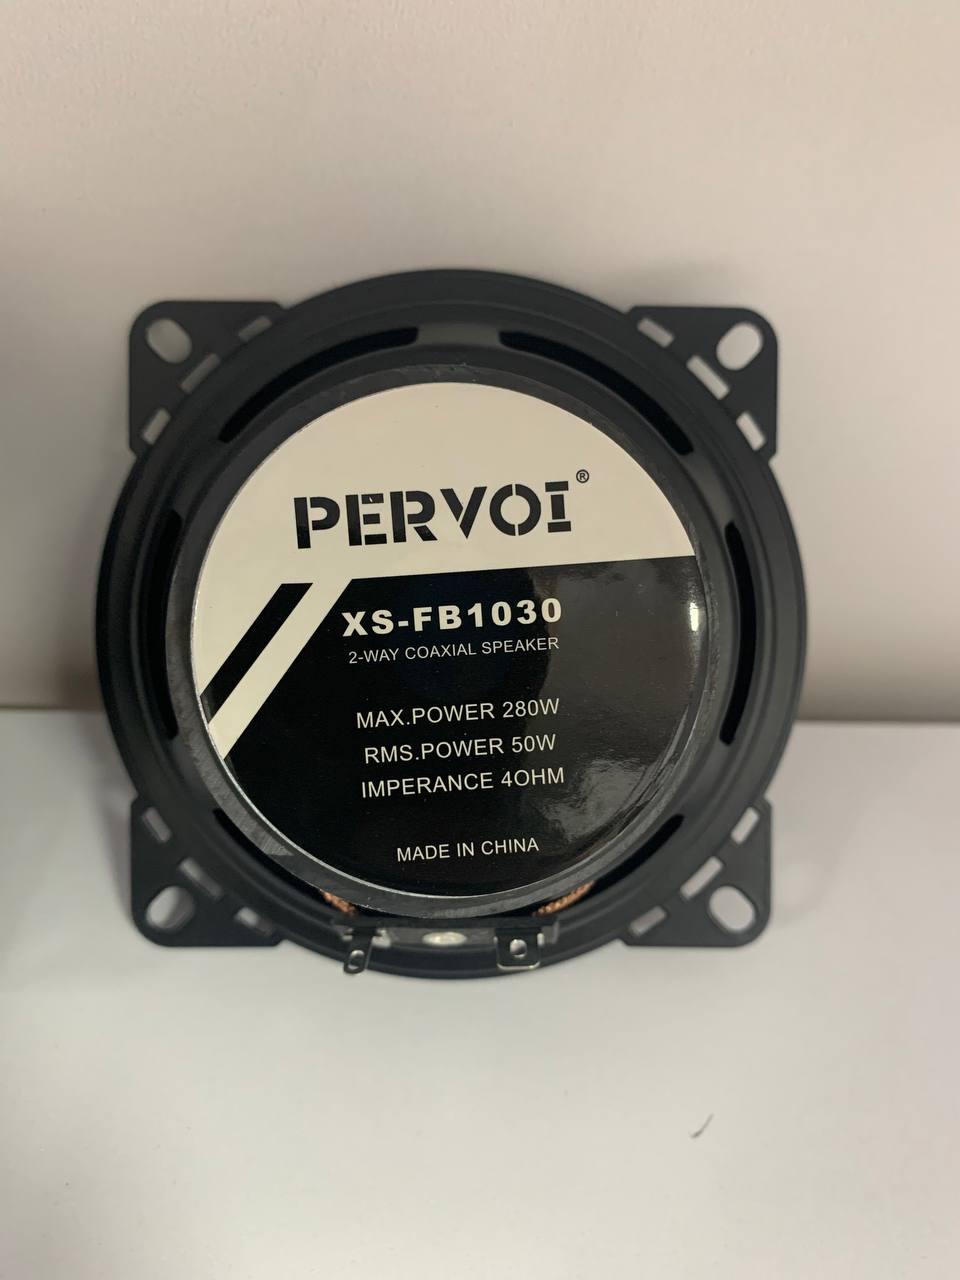 PERVOI®
XS-FB1030
2-WAY COAXIAL SPEAKER
MAX.POWER 280W
RMS.POWER 50W
IMPERANCE 4OHM
MADE IN CHINA